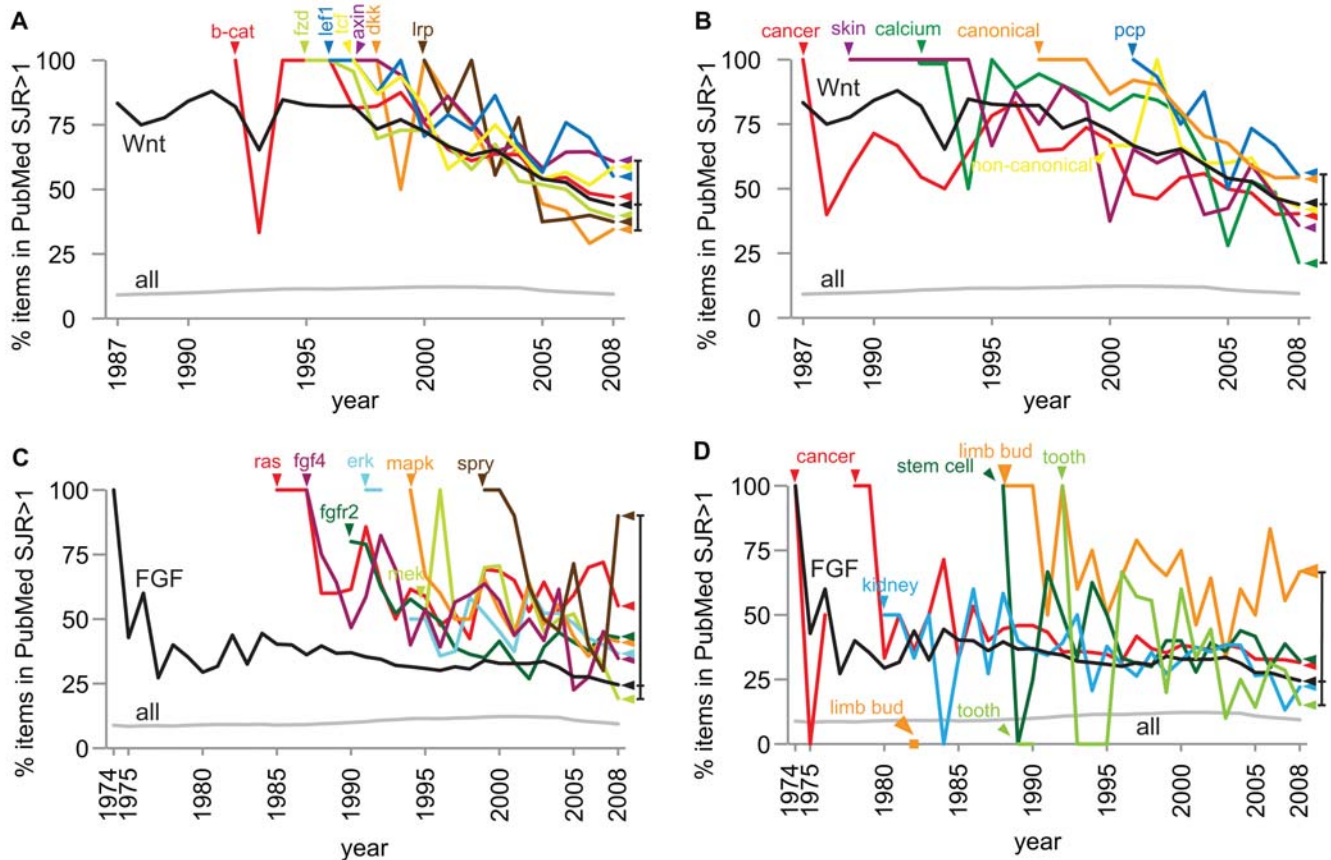 A
b-cat
fzd
lef1
tcf
axin
dkk
lrp
% items in PubMed SJR>1
100
75
50
25
0
Wnt
all
1987
1990
1995
2000
2005
2008
year
B
cancer
skin
calcium
canonical
pcp
% items in PubMed SJR>1
100
75
50
25
0
Wnt
non-canonical
all
1987
1990
1995
2000
2005
2008
year
C
ras
fgf4
erk
mapk
spry
fgfr2
mek
% items in PubMed SJR>1
100
75
50
25
0
FGF
all
1974
1975
1980
1985
1990
1995
2000
2005
2008
year
D
cancer
stem cell
limb bud
tooth
% items in PubMed SJR>1
100
75
50
25
0
FGF
kidney
limb bud
tooth
all
1974
1975
1980
1985
1990
1995
2000
2005
2008
year